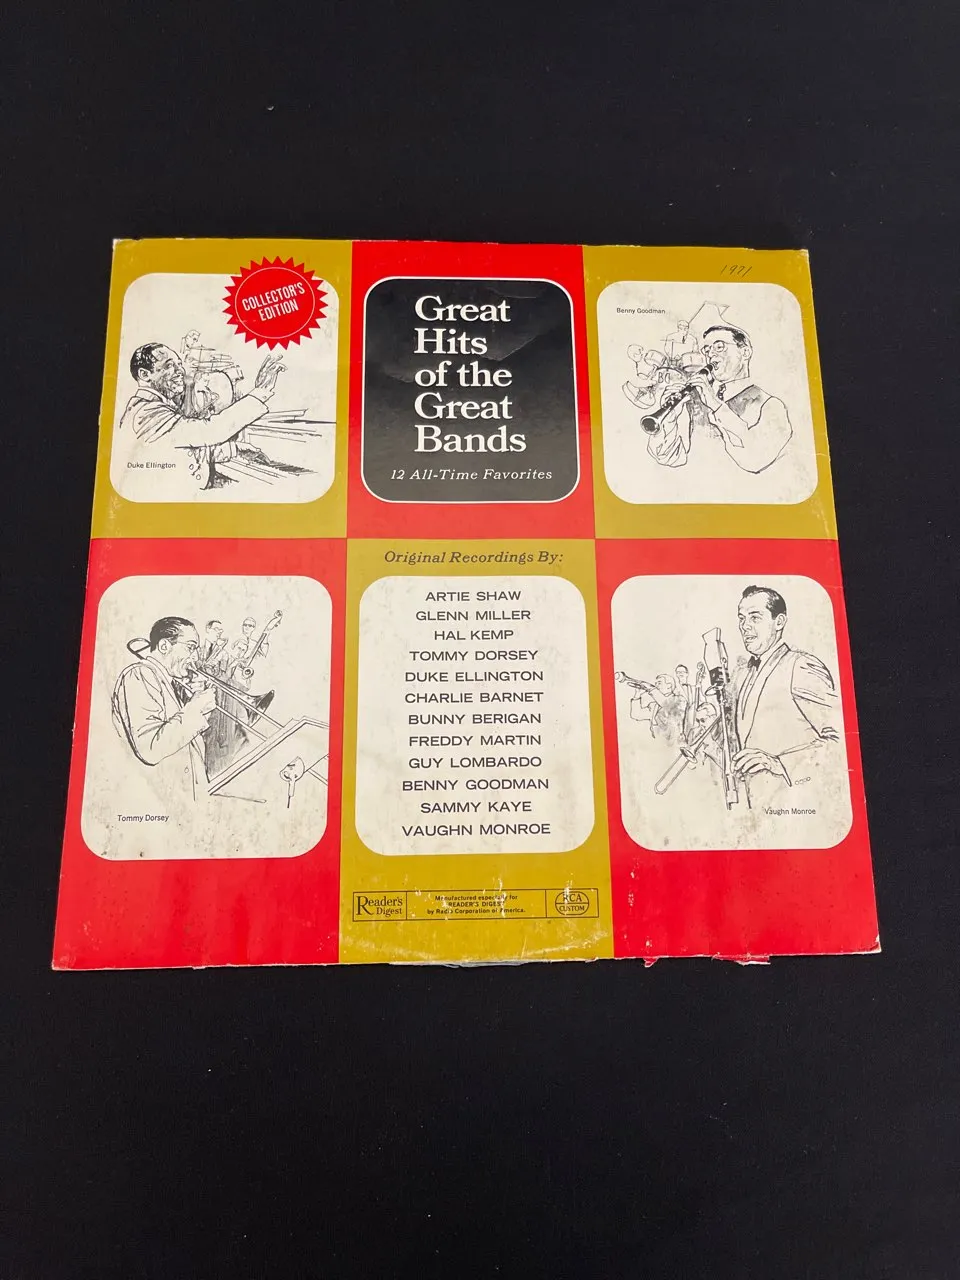 COLLECTOR'S
EDITION
Duke Ellington
Great
Hits
of the
Great
Bands
12 All-Time Favorites
1971
Benny Goodman
BG
Tommy Dorsey
Original Recordings By:
ARTIE SHAW
GLENN MILLER
HAL KEMP
TOMMY DORSEY
DUKE ELLINGTON
CHARLIE BARNET
BUNNY BERIGAN
FREDDY MARTIN
GUY LOMBARDO
BENNY GOODMAN
SAMMY KAYE
VAUGHN MONROE
Vaughn Monroe
Reader's
Digest
Manufactured especially for
READER'S DIGEST
by Radio Corporation of America.
RCA
CUSTOM